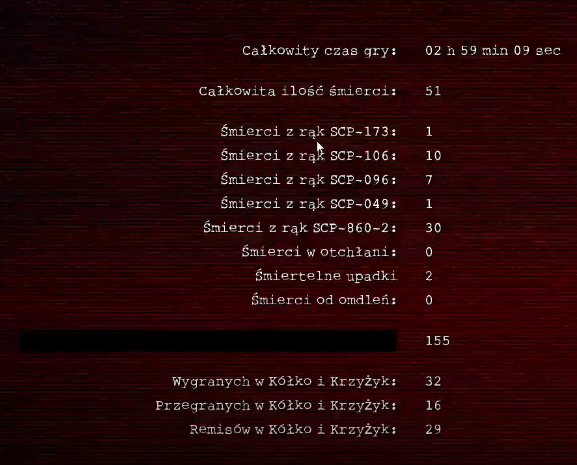 Całkowity czas gry: 02 h 59 min 09 sec
Całkowita ilość śmierci: 51
Śmierci z rąk SCP-173: 1
Śmierci z rąk SCP-106: 10
Śmierci z rąk SCP-096: 7
Śmierci z rąk SCP-049: 1
Śmierci z rąk SCP-860-2: 30
Śmierci w otchłani: 0
Śmiertelne upadki 2
Śmierci od omdleń: 0
155
Wygranych w Kółko i Krzyżyk: 32
Przegranych w Kółko i Krzyżyk: 16
Remisów w Kółko i Krzyżyk: 29